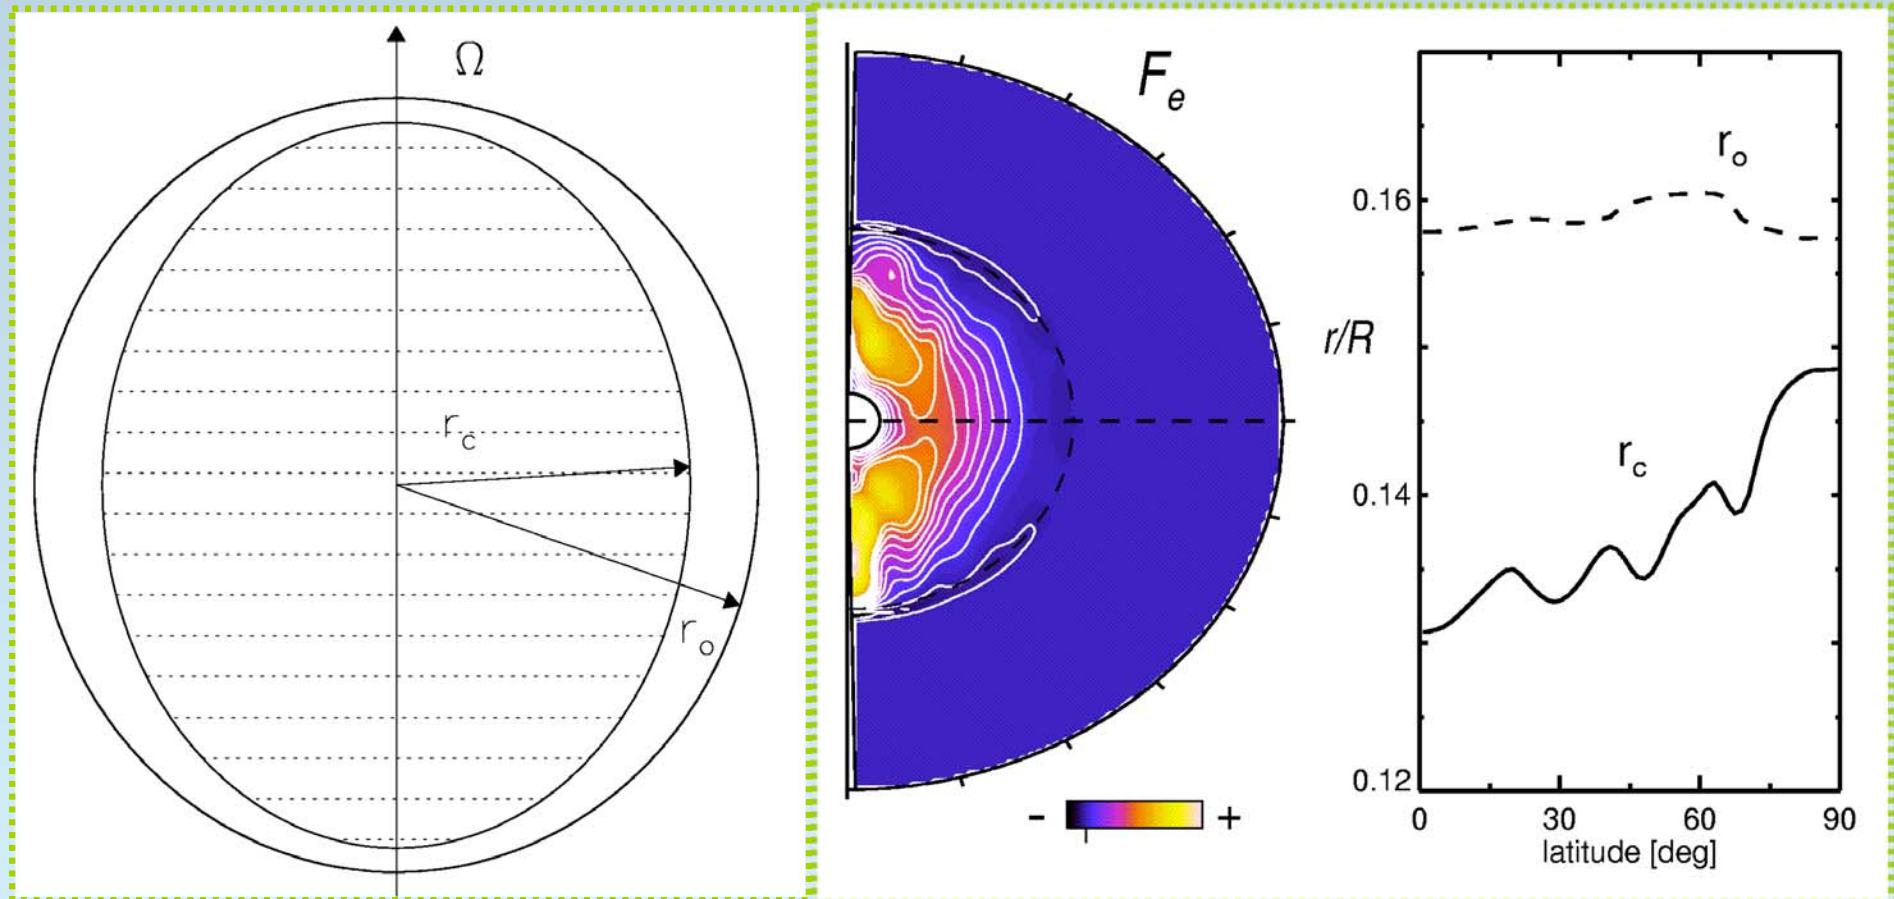 Ω
r_c
r_o
F_e
- +
r/R
r_o
r_c
0.16
0.14
0.12
0 30 60 90
latitude [deg]